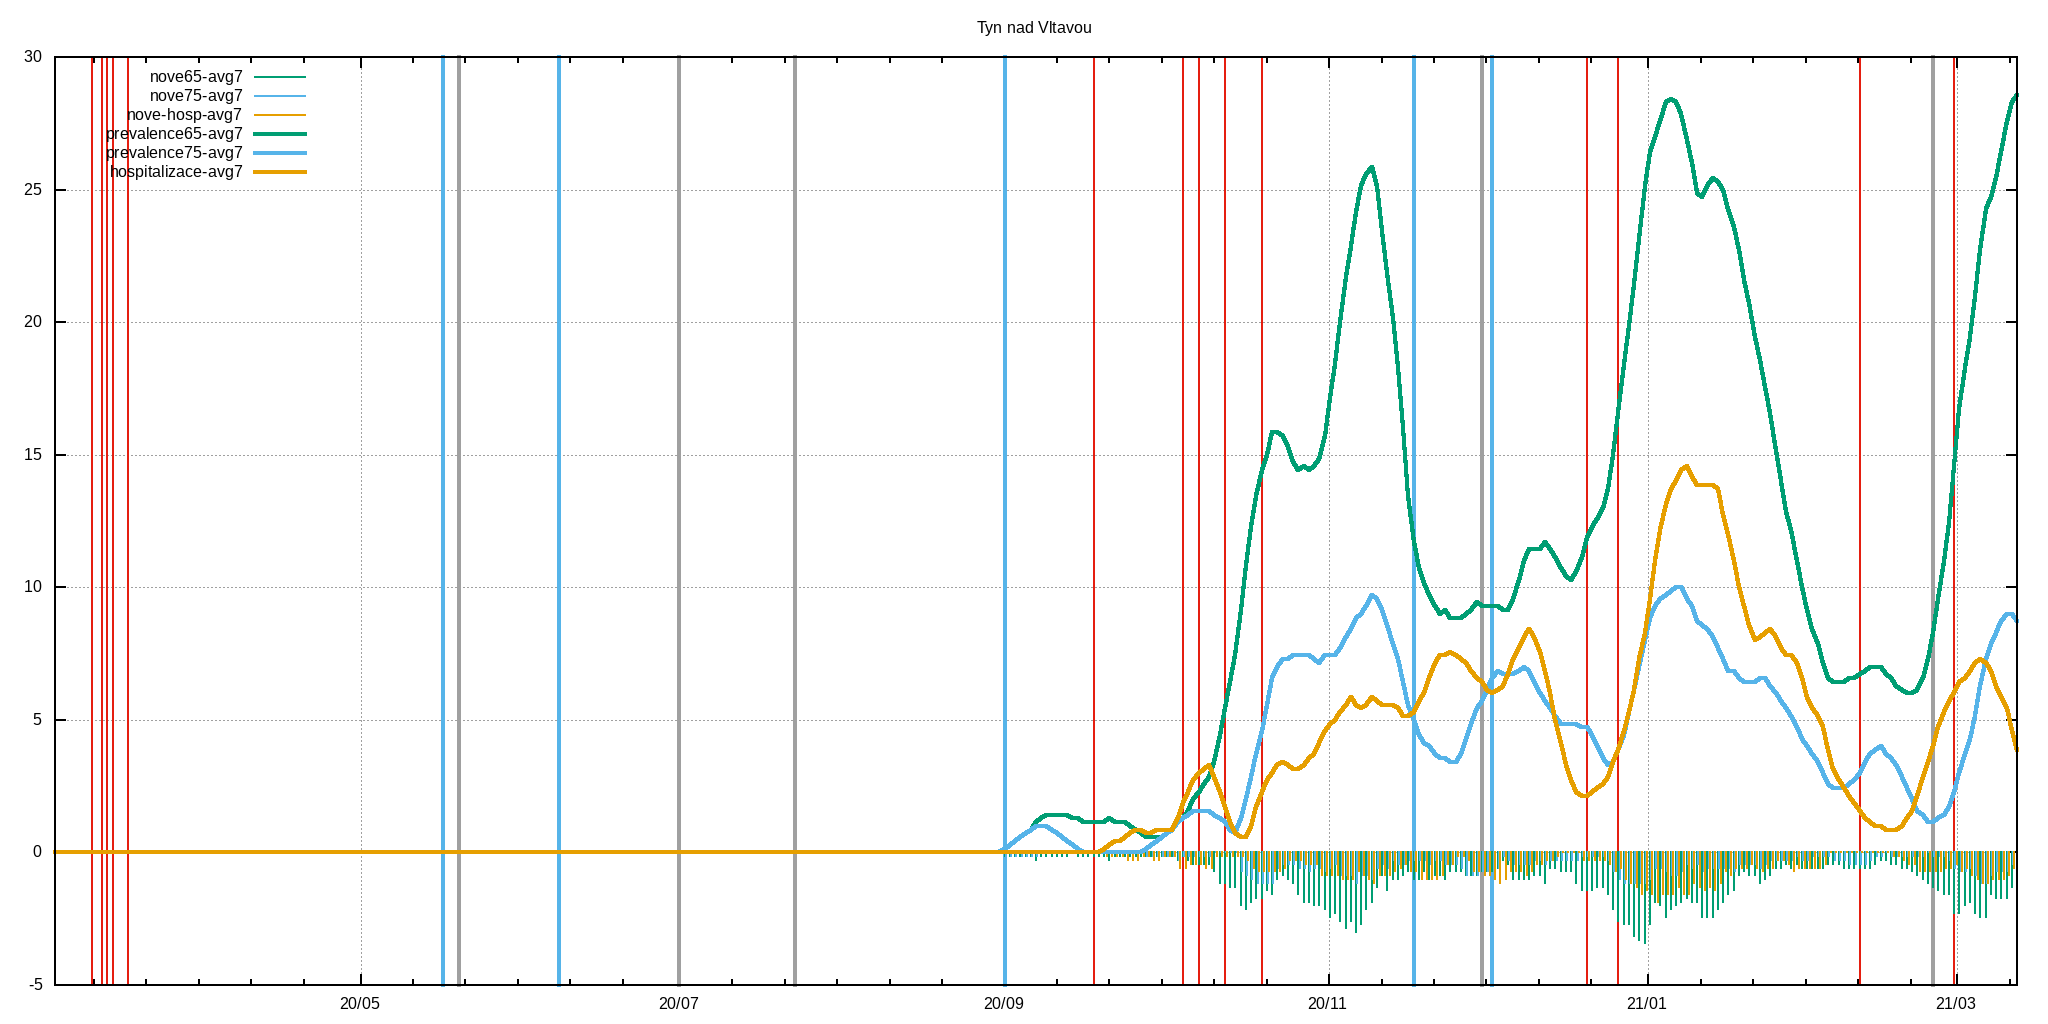 Tyn nad Vltavou
30
25
20
15
10
5
0
-5
nove65-avg7
nove75-avg7
nove-hosp-avg7
prevalence65-avg7
prevalence75-avg7
hospitalizace-avg7
20/05
20/07
20/09
20/11
21/01
21/03